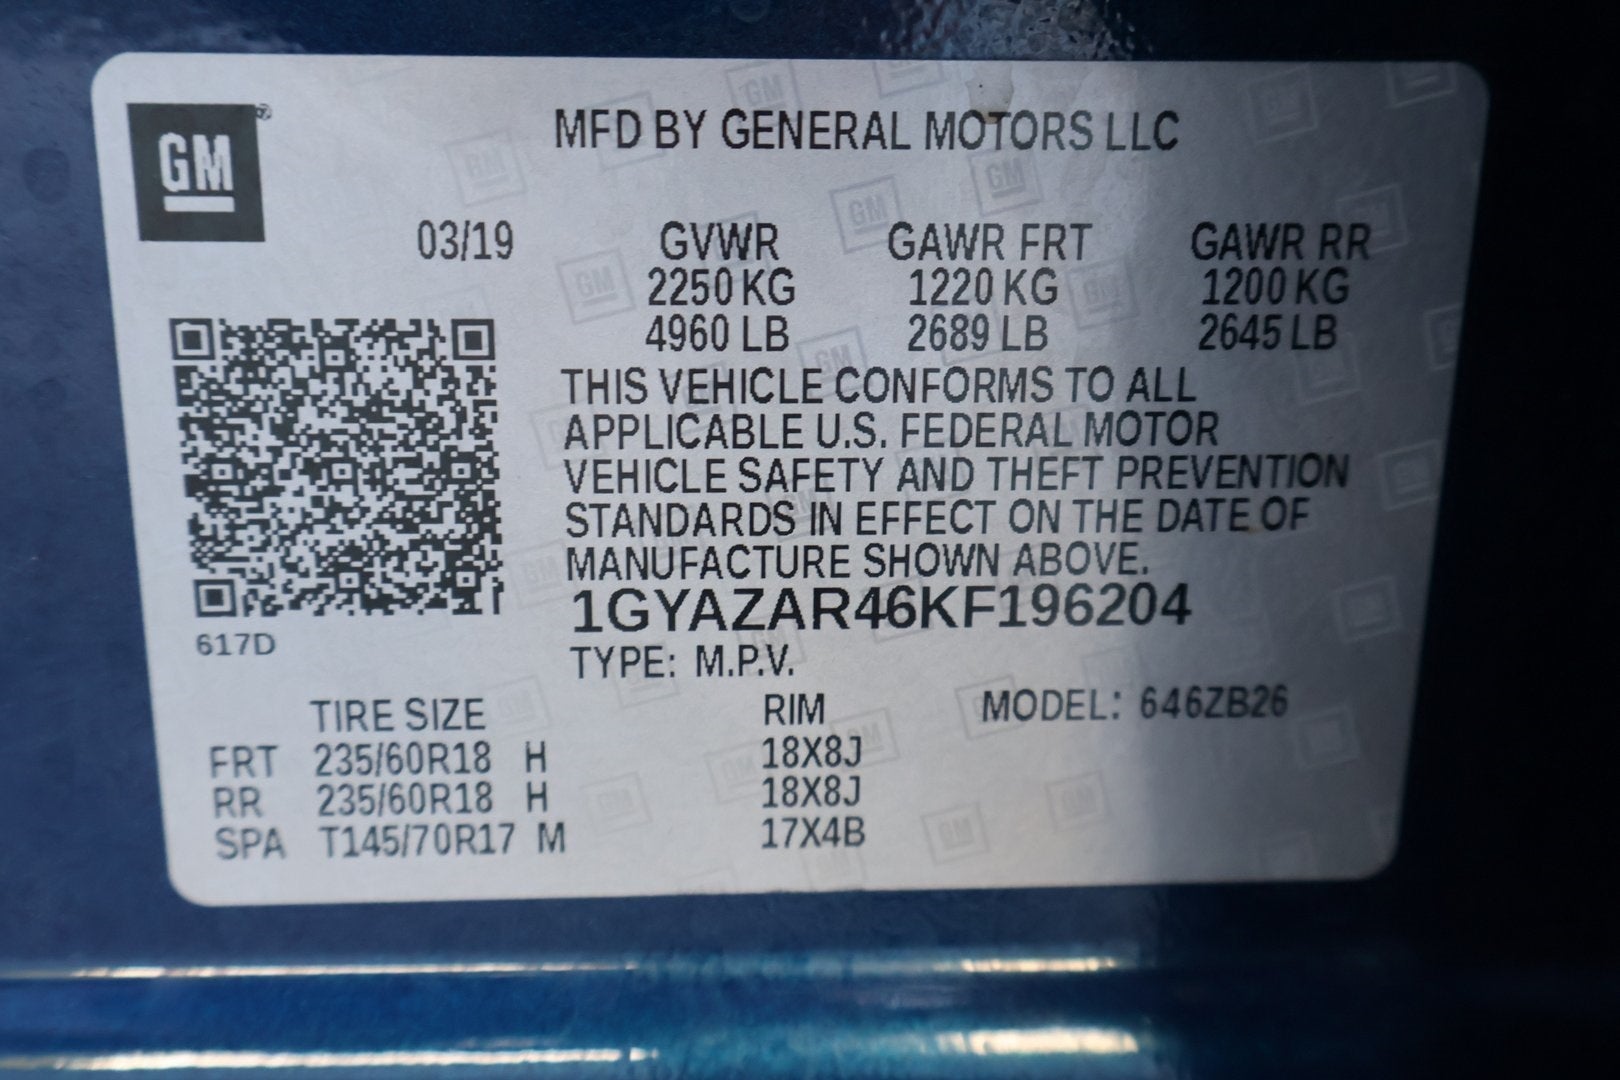 GM
MFD BY GENERAL MOTORS LLC
03/19 GVWR GAWR FRT GAWR RR
2250 KG 1220 KG 1200 KG
4960 LB 2689 LB 2645 LB
THIS VEHICLE CONFORMS TO ALL
APPLICABLE U.S. FEDERAL MOTOR
VEHICLE SAFETY AND THEFT PREVENTION
STANDARDS IN EFFECT ON THE DATE OF
MANUFACTURE SHOWN ABOVE.
1GYAZAR46KF196204
617D
TYPE: M.P.V.
TIRE SIZE RIM MODEL: 646ZB26
FRT 235/60R18 H 18X8J
RR 235/60R18 H 18X8J
SPA T145/70R17 M 17X4B